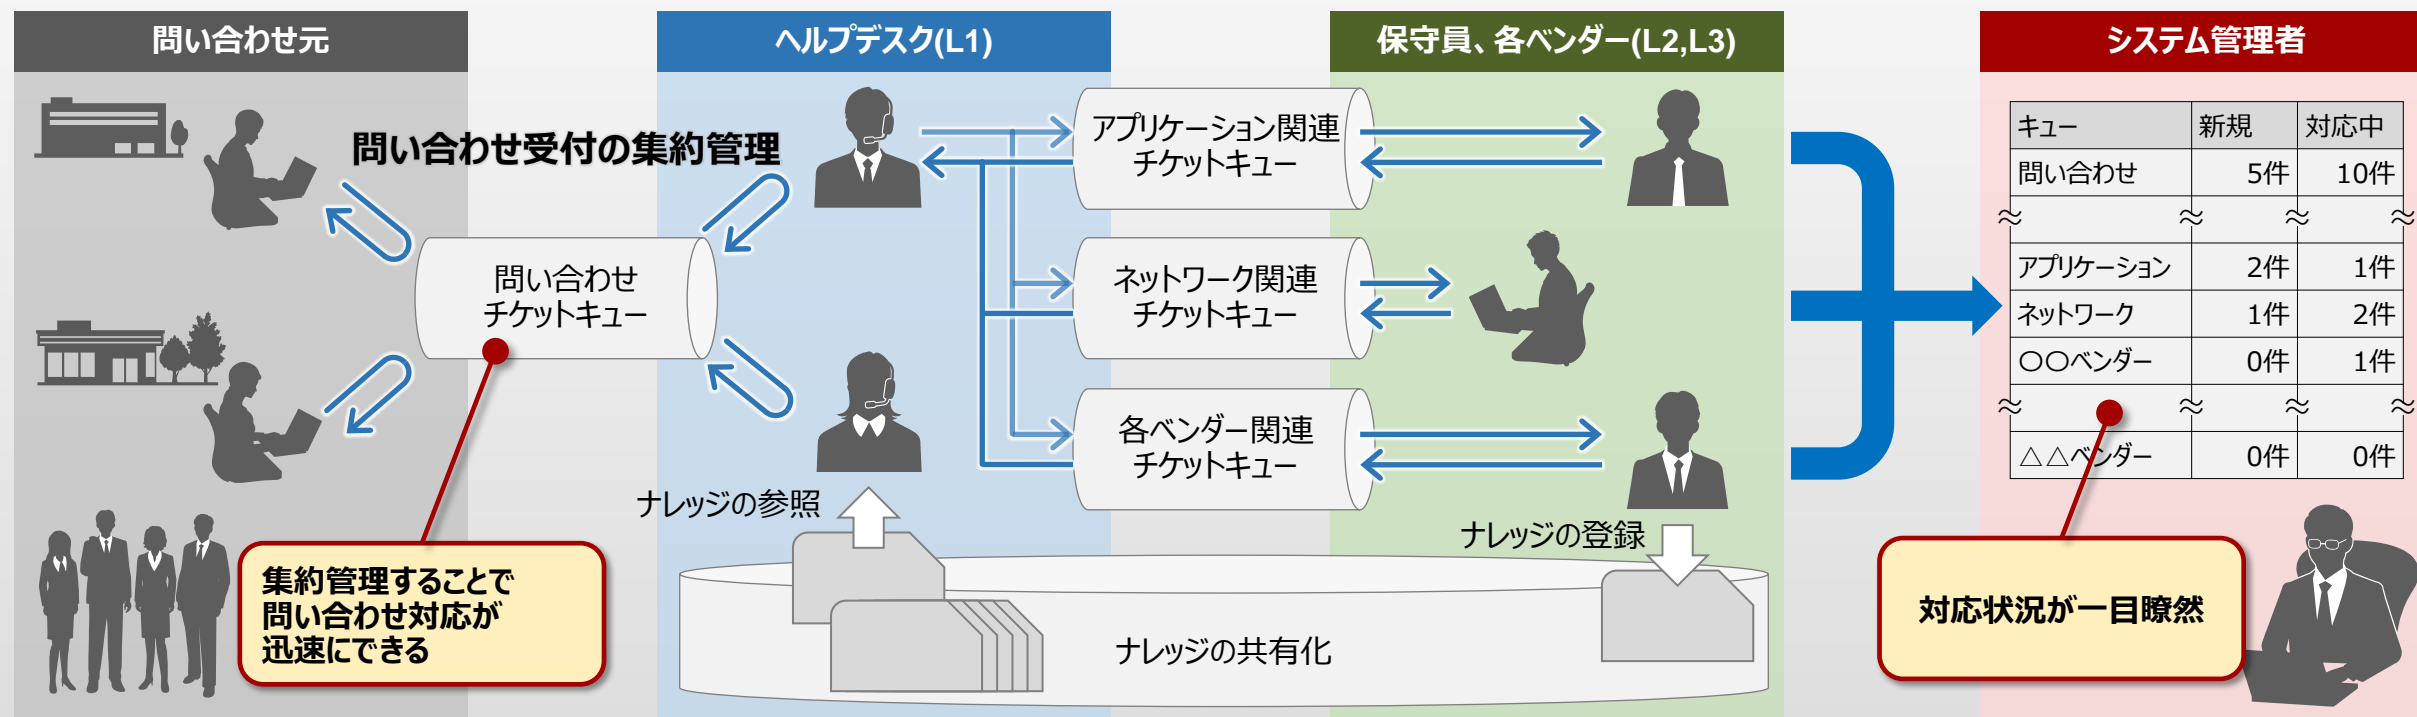 問い合わせ元
ヘルプデスク(L1)
保守員、各ベンダー(L2,L3)
システム管理者
問い合わせ受付の集約管理
問い合わせ
チケットキュー
アプリケーション関連
チケットキュー
ネットワーク関連
チケットキュー
各ベンダー関連
チケットキュー
ナレッジの参照
ナレッジの登録
ナレッジの共有化
集約管理することで
問い合わせ対応が
迅速にできる
キュー 新規 対応中
問い合わせ 5件 10件
≈ ≈ ≈ ≈
アプリケーション 2件 1件
ネットワーク 1件 2件
〇〇ベンダー 0件 1件
≈ ≈ ≈ ≈
△△ベンダー 0件 0件
対応状況が一目瞭然